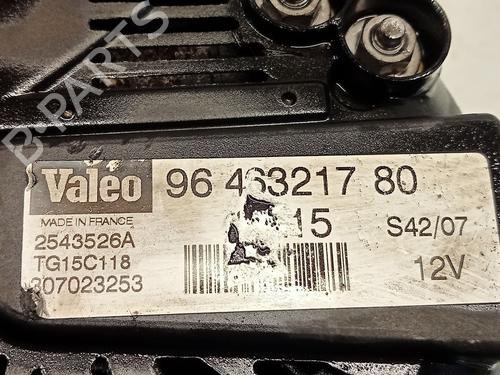 B-PARTS
Valeo
96 463217 80
MADE IN FRANCE
15
S42/07
2543526A
TG15C118
12V
307023253